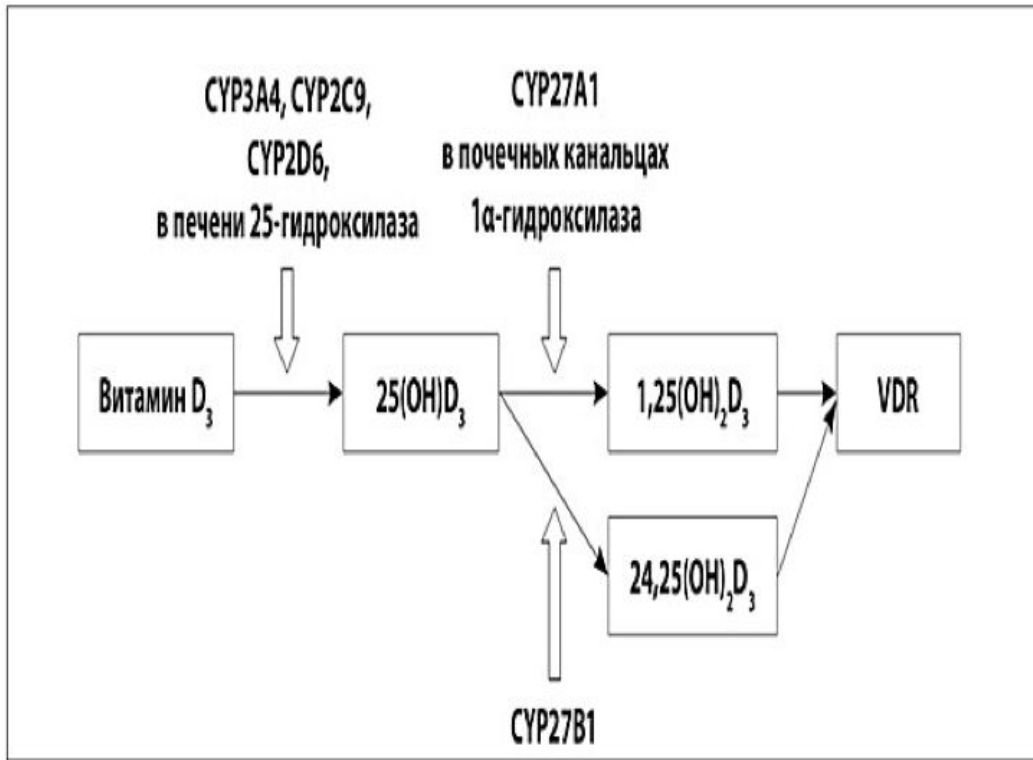 CYP3A4, CYP2C9,
CYP2D6,
в печени 25-гидроксилаза
CYP27A1
в почечных канальцах
1α-гидроксилаза
Витамин D₃
25(OH)D₃
1,25(OH)₂D₃
VDR
24,25(OH)₂D₃
CYP27B1